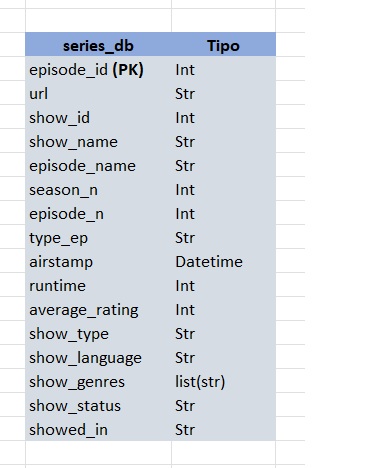 series_db Tipo
episode_id (PK) Int
url Str
show_id Int
show_name Str
episode_name Str
season_n Int
episode_n Int
type_ep Str
airstamp Datetime
runtime Int
average_rating Int
show_type Str
show_language Str
show_genres list(str)
show_status Str
showed_in Str